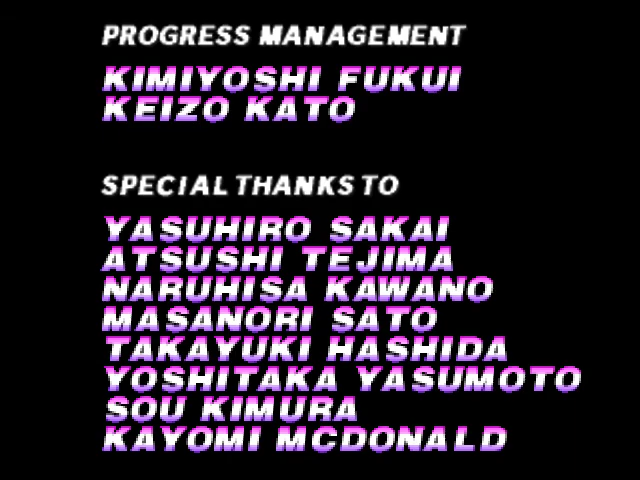 PROGRESS MANAGEMENT
KIMIYOSHI FUKUI
KEIZO KATO
SPECIAL THANKS TO
YASUHIRO SAKAI
ATSUSHI TEJIMA
NARUHISA KAWANO
MASANORI SATO
TAKAYUKI HASHIDA
YOSHITAKA YASUMOTO
SOU KIMURA
KAYOMI MCDONALD